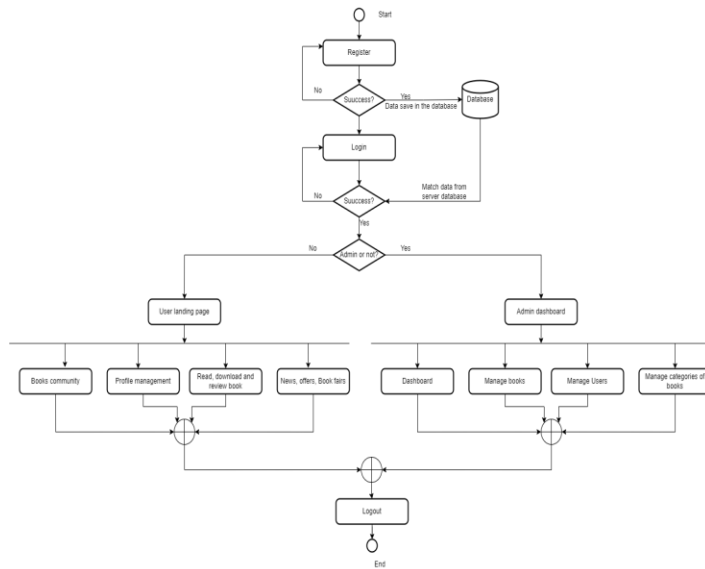 Start
Register
No
Suuccess?
Yes
Data save in the database
Database
Login
No
Suuccess?
Match data from
server database
Yes
No
Admin or not?
Yes
User landing page
Admin dashboard
Books community
Profile management
Read, download and
review book
News, offers, Book fairs
Dashboard
Manage books
Manage Users
Manage categories of
books
Logout
End